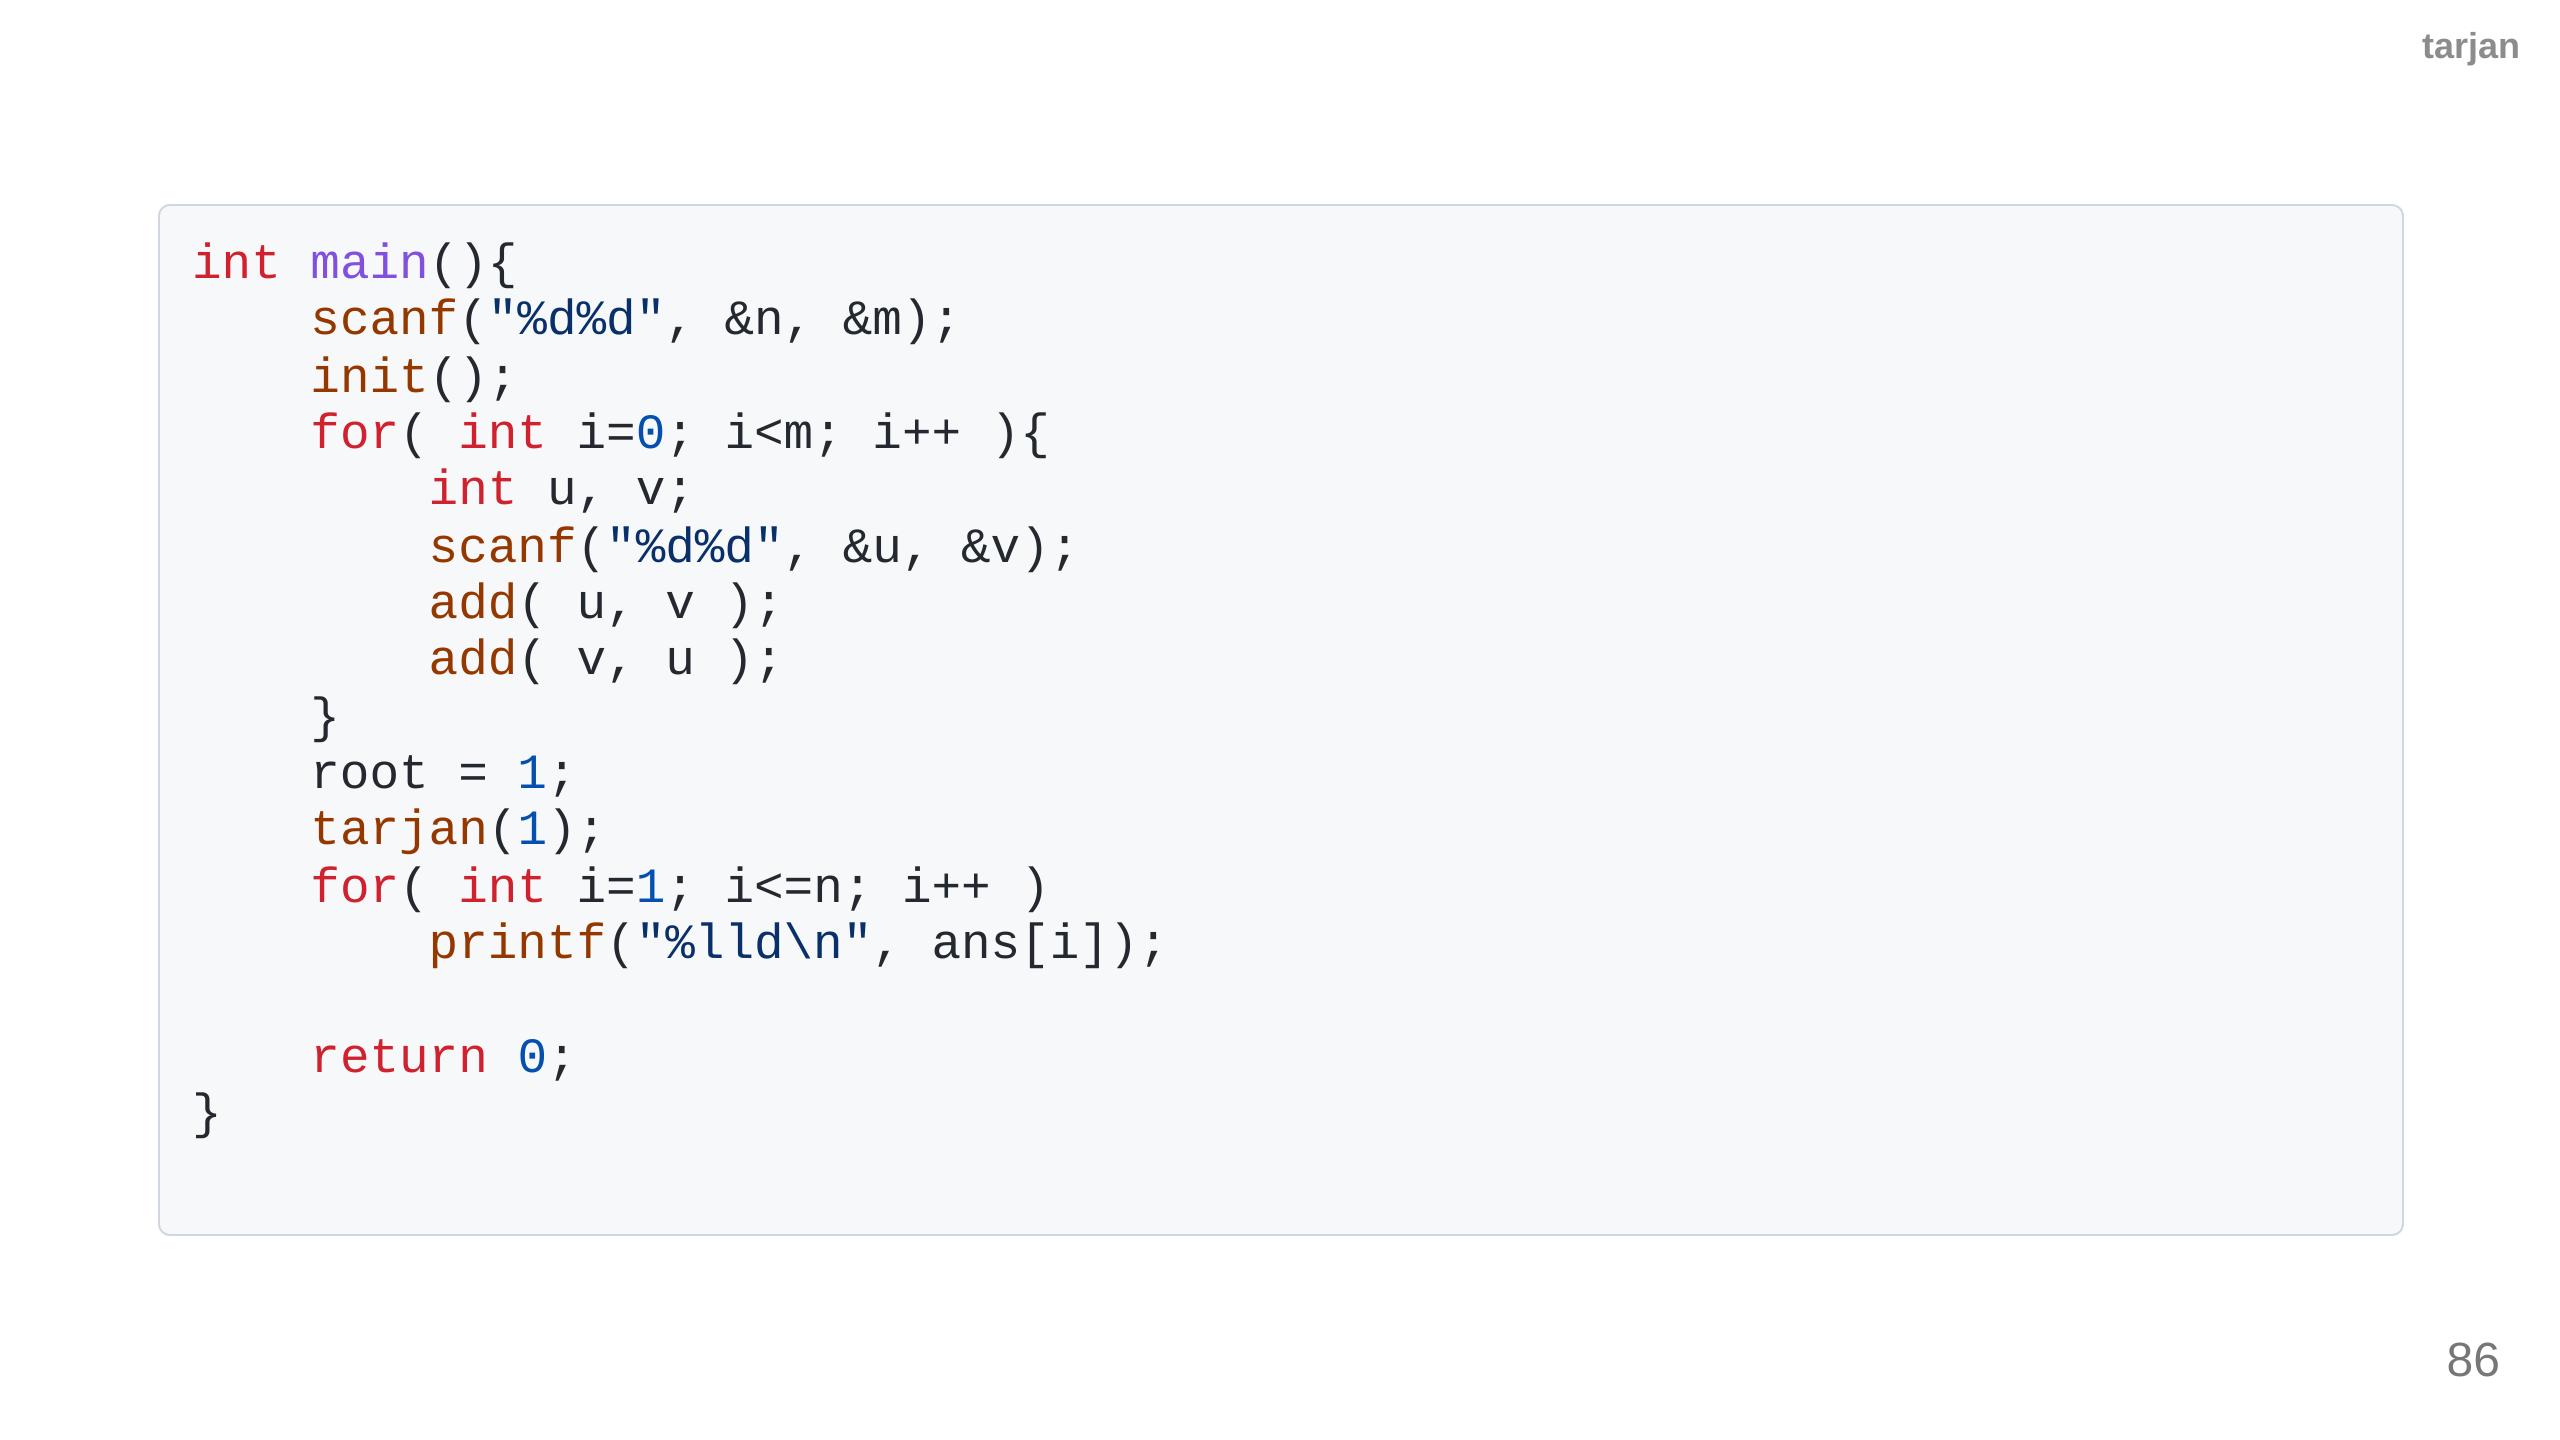 tarjan
int main(){
    scanf("%d%d", &n, &m);
    init();
    for( int i=0; i<m; i++ ){
        int u, v;
        scanf("%d%d", &u, &v);
        add( u, v );
        add( v, u );
    }
    root = 1;
    tarjan(1);
    for( int i=1; i<=n; i++ )
        printf("%lld\n", ans[i]);

    return 0;
}
86